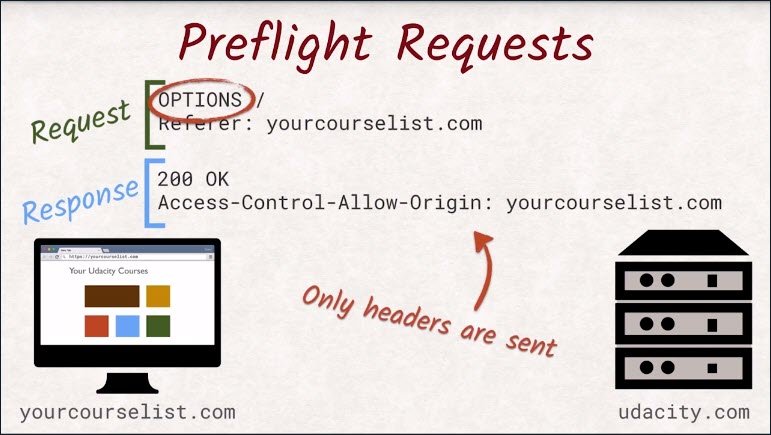 Preflight Requests
Request
OPTIONS /
Referer: yourcourselist.com
Response
200 OK
Access-Control-Allow-Origin: yourcourselist.com
https://yourcourselist.com
Your Udacity Courses
Only headers are sent
yourcourselist.com
udacity.com